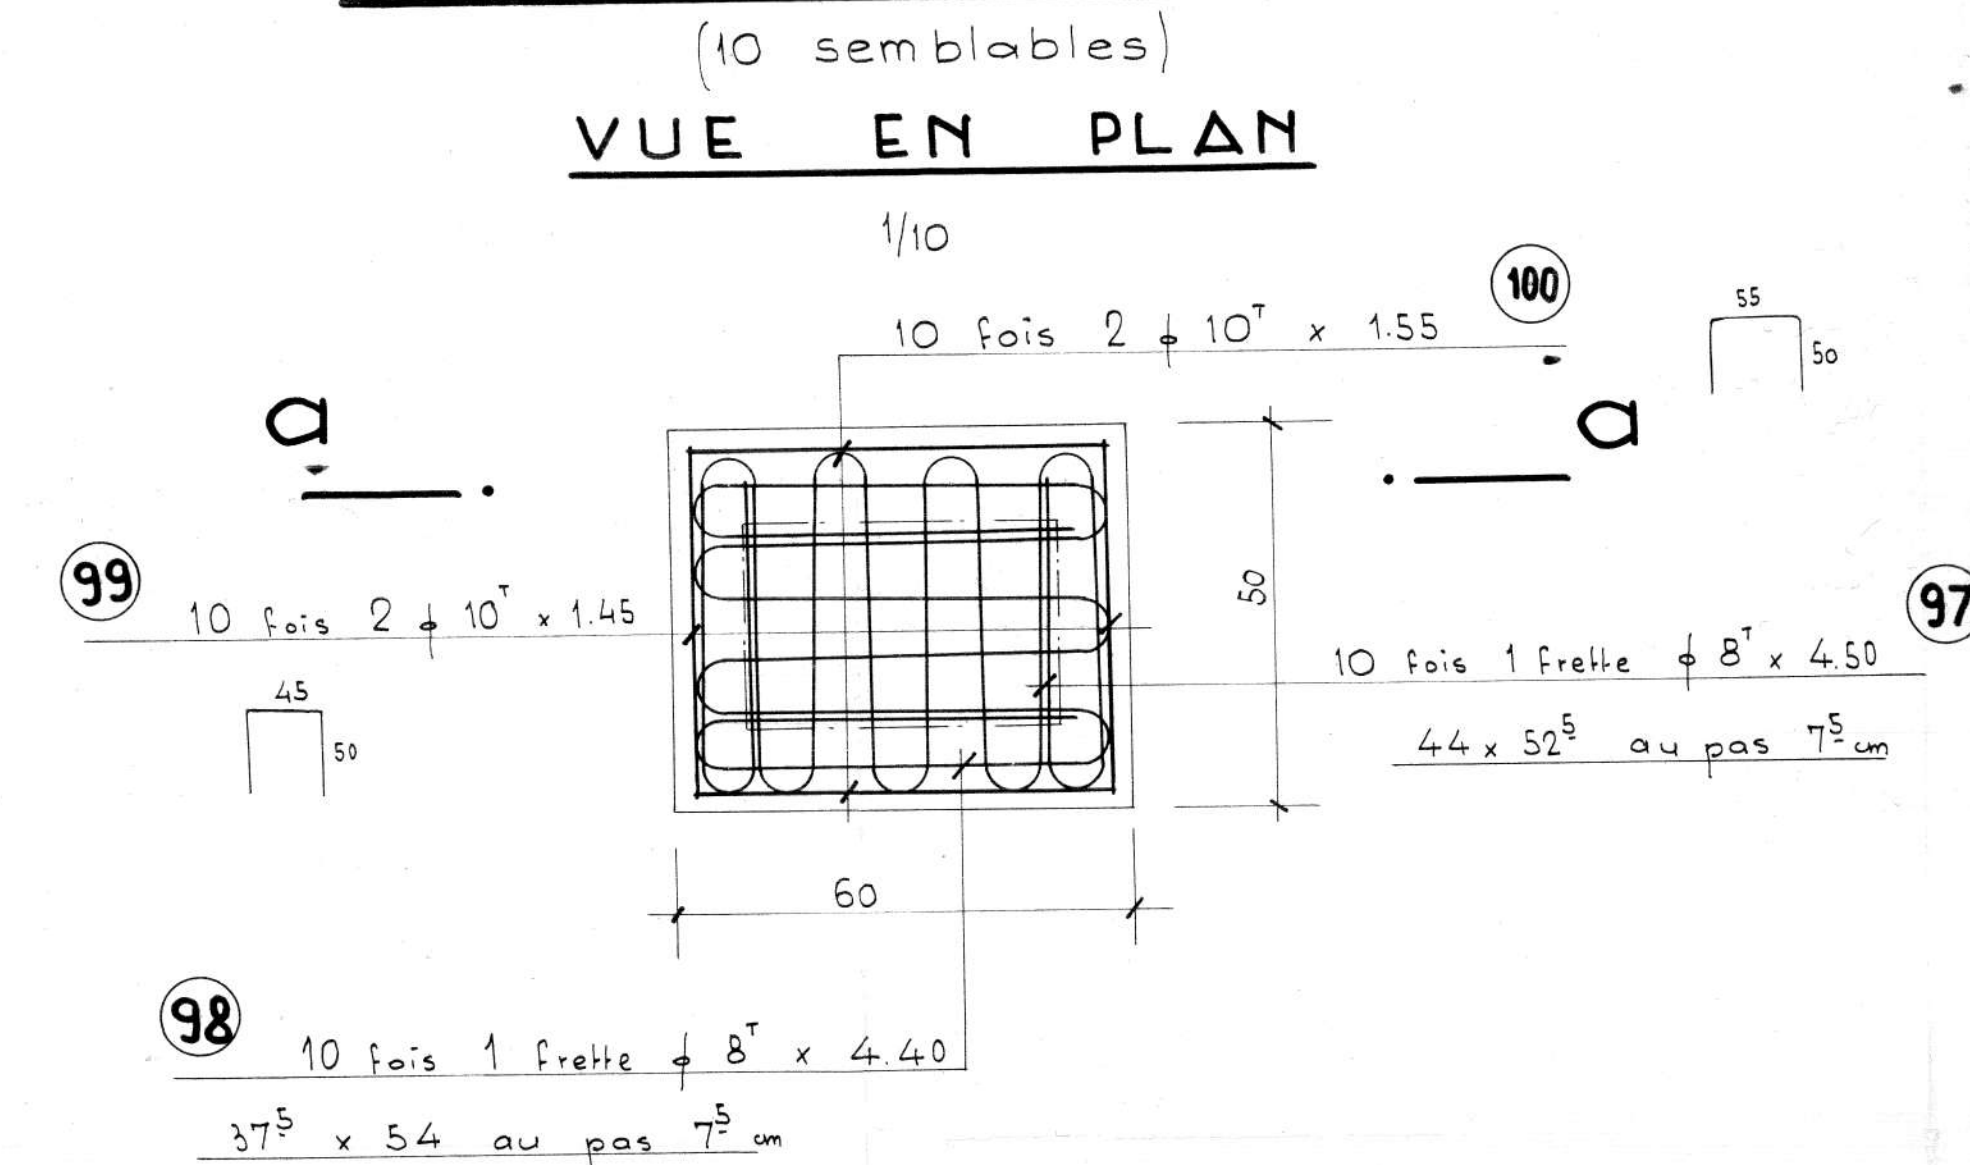 (10 semblables)
VUE EN PLAN
1/10
100
10 fois 2 ϕ 10ᵀ x 1.55
55
50
a
a
99
10 fois 2 ϕ 10ᵀ x 1.45
45
50
50
97
10 fois 1 frette ϕ 8ᵀ x 4.50
44 x 52⁵ au pas 7⁵ cm
60
98
10 fois 1 frette ϕ 8ᵀ x 4.40
37⁵ x 54 au pas 7⁵ cm